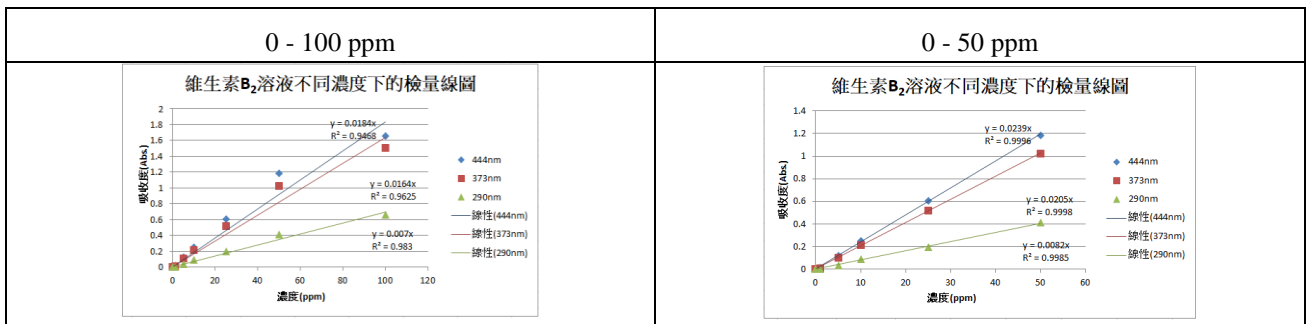 0 - 100 ppm
0 - 50 ppm
維生素B₂溶液不同濃度下的檢量線圖
2
1.8
1.6
1.4
1.2
1
0.8
0.6
0.4
0.2
0
0 20 40 60 80 100 120
吸收度(Abs.)
濃度(ppm)
y = 0.0184x
R² = 0.9468
y = 0.0164x
R² = 0.9625
y = 0.007x
R² = 0.983
444nm
373nm
290nm
線性(444nm)
線性(373nm)
線性(290nm)
維生素B₂溶液不同濃度下的檢量線圖
1.4
1.2
1
0.8
0.6
0.4
0.2
0
0 10 20 30 40 50 60
吸收度(Abs.)
濃度(ppm)
y = 0.0239x
R² = 0.9996
y = 0.0205x
R² = 0.9998
y = 0.0082x
R² = 0.9985
444nm
373nm
290nm
線性(444nm)
線性(373nm)
線性(290nm)